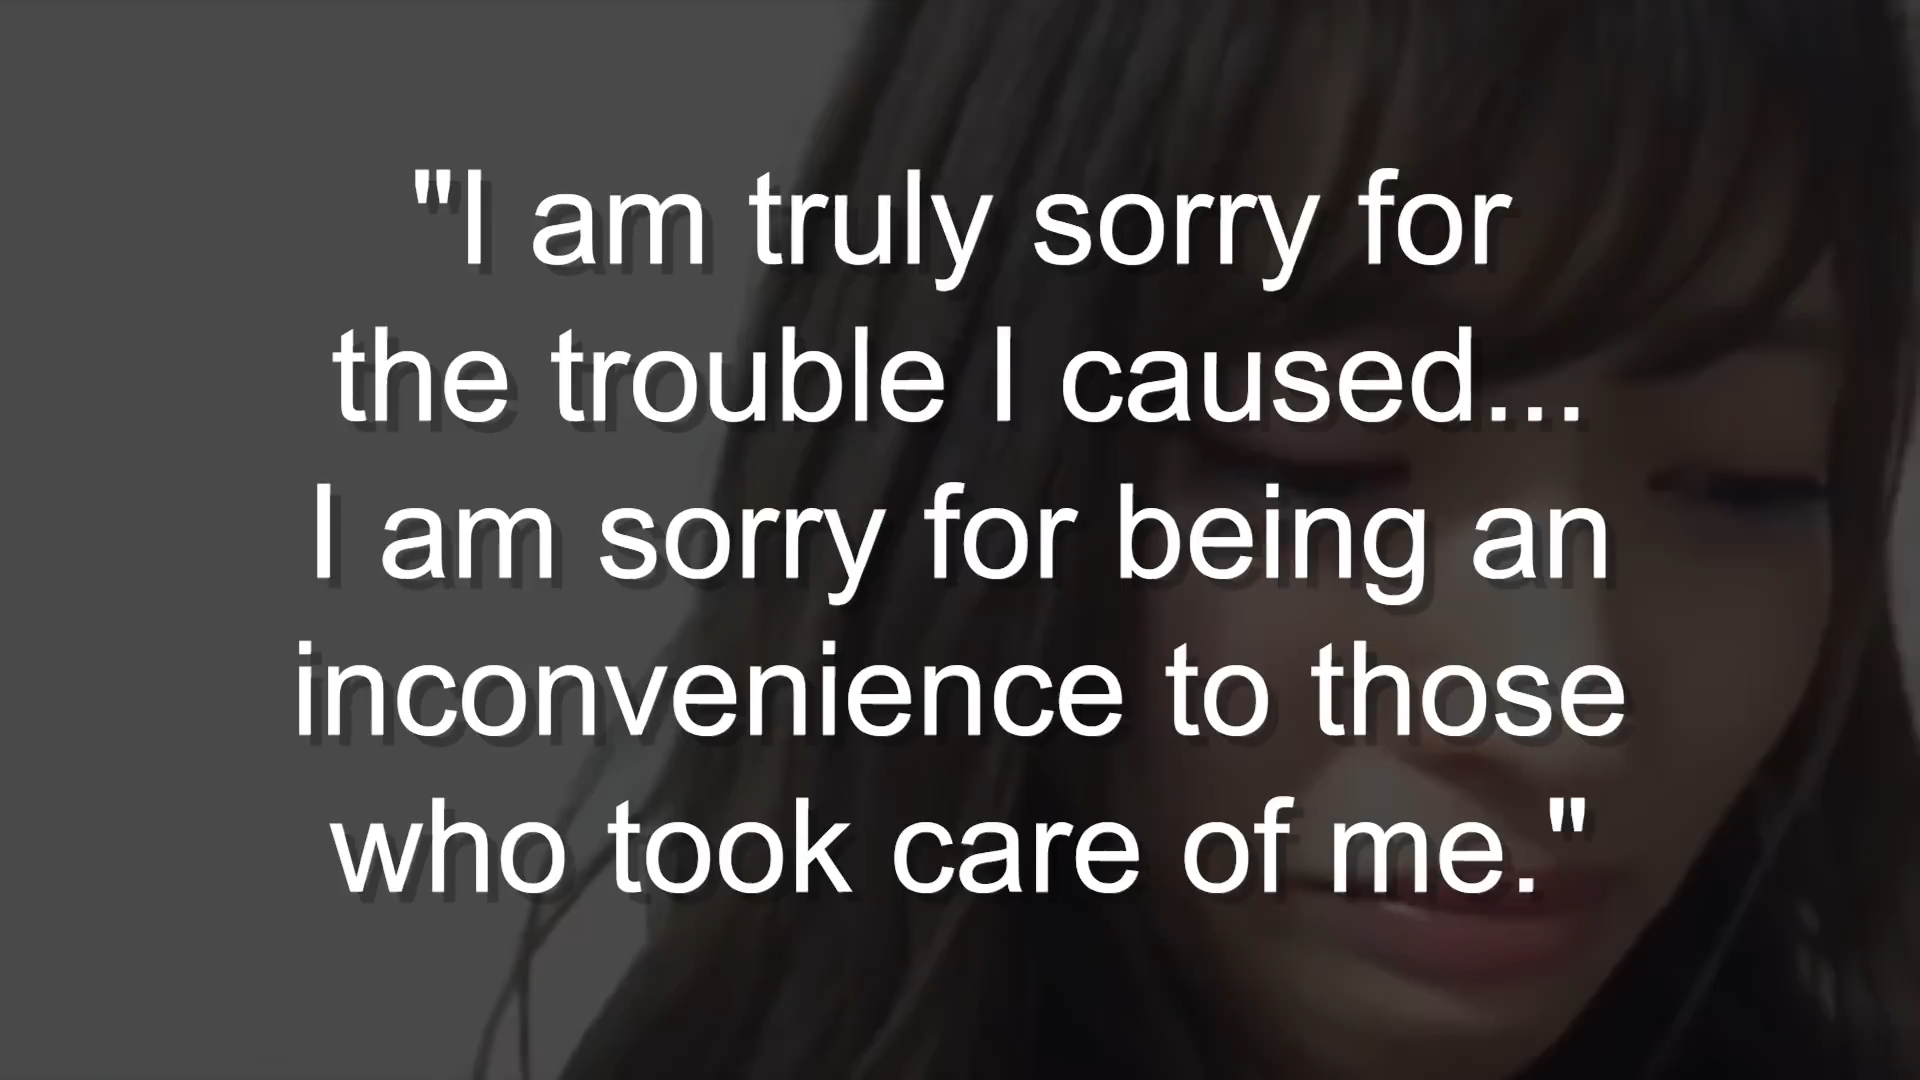 "I am truly sorry for
the trouble I caused...
I am sorry for being an
inconvenience to those
who took care of me."